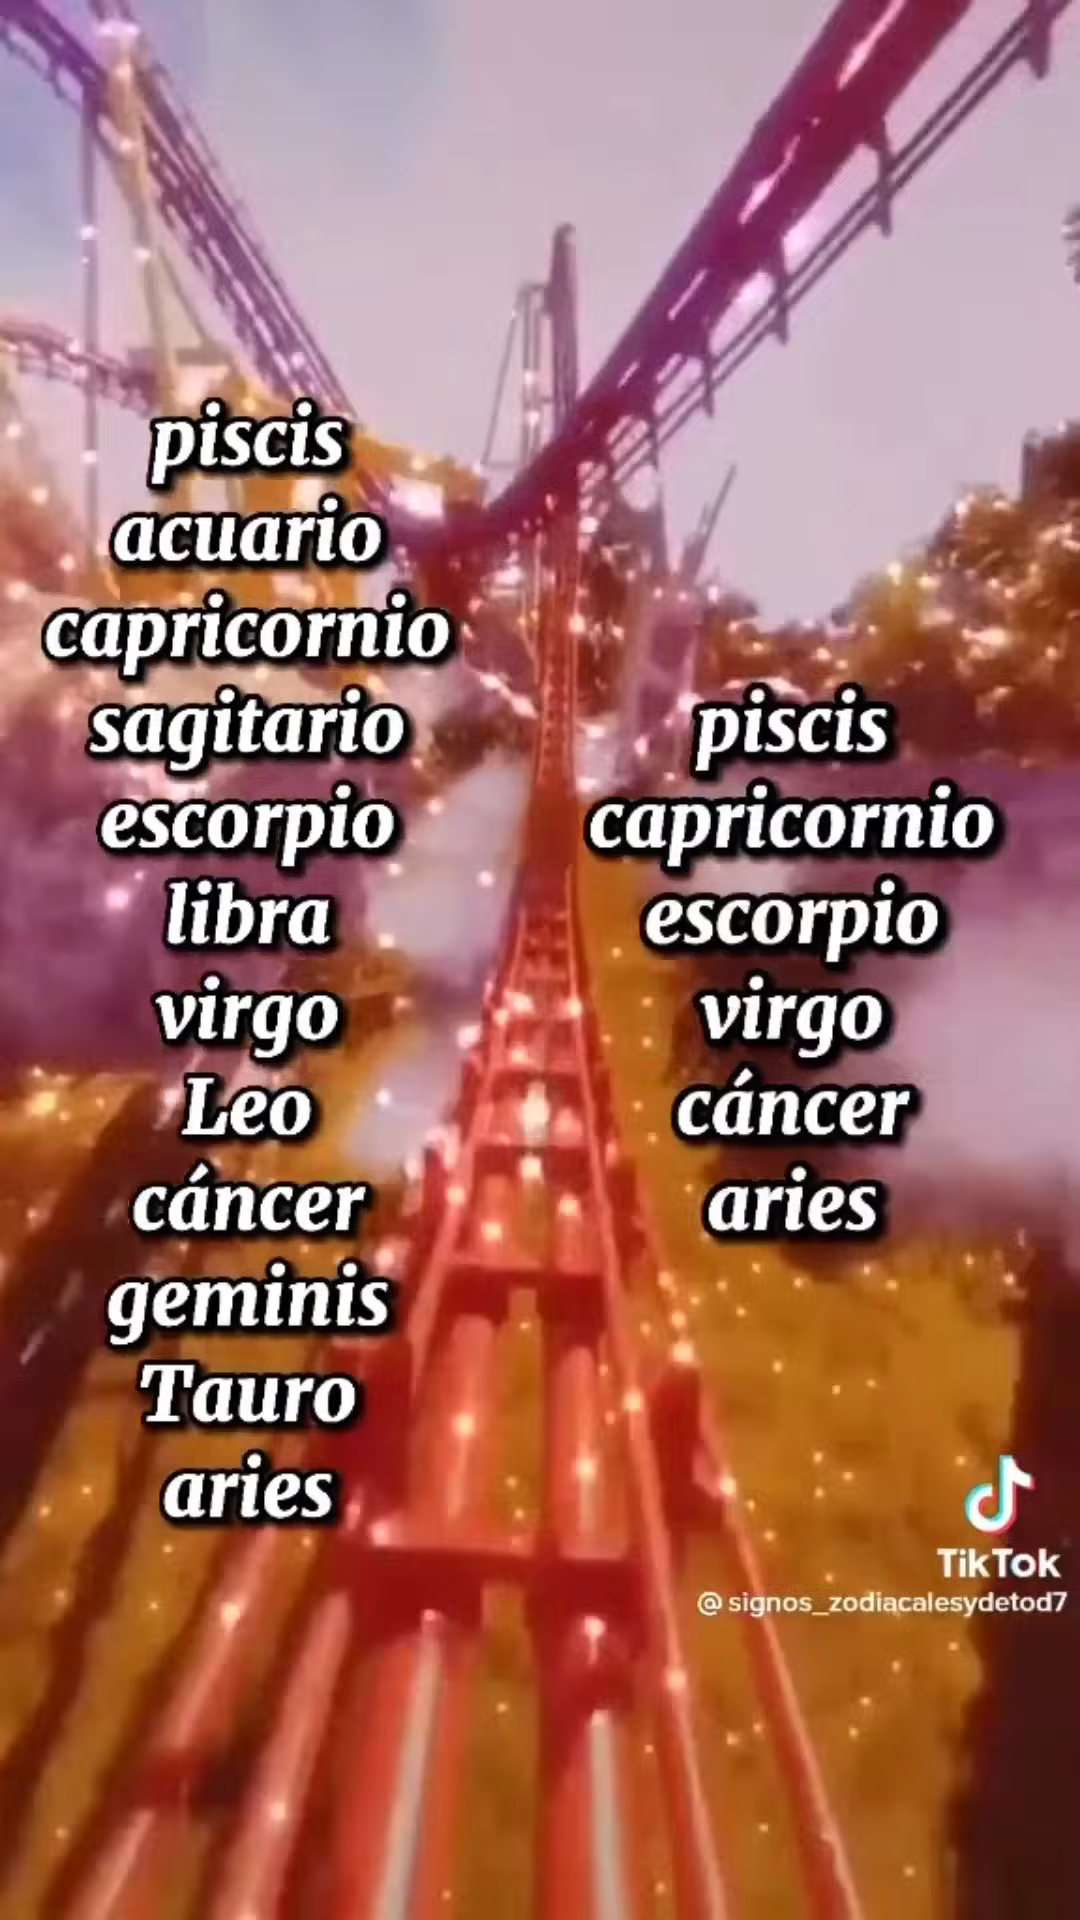 piscis
acuario
capricornio
sagitario
escorpio
libra
virgo
Leo
cáncer
geminis
Tauro
aries
piscis
capricornio
escorpio
virgo
cáncer
aries
TikTok
@signos_zodiacalesydetod7